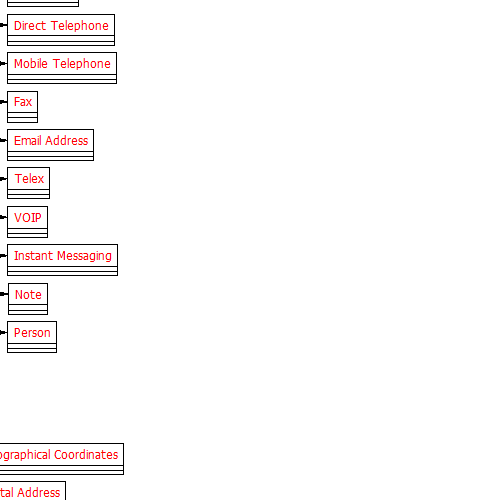 Direct Telephone
Mobile Telephone
Fax
Email Address
Telex
VOIP
Instant Messaging
Note
Person
ographical Coordinates
tal Address